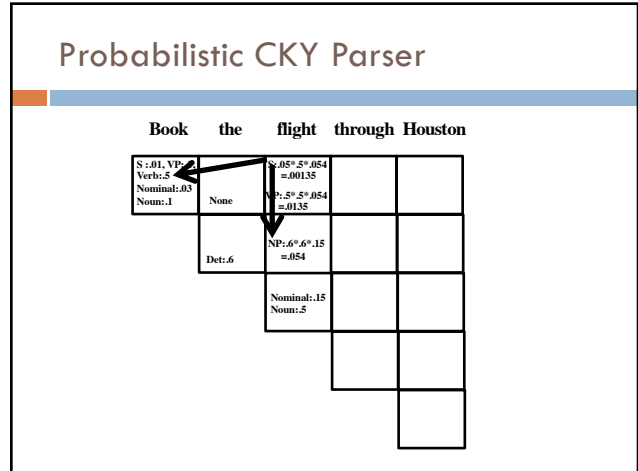 Probabilistic CKY Parser
Book the flight through Houston
S :.01, VP:
Verb:.5
Nominal:.03
Noun:.1
None
S:.05*.5*.054
=.00135
VP:.5*.5*.054
=.0135
Det:.6
NP:.6*.6*.15
=.054
Nominal:.15
Noun:.5